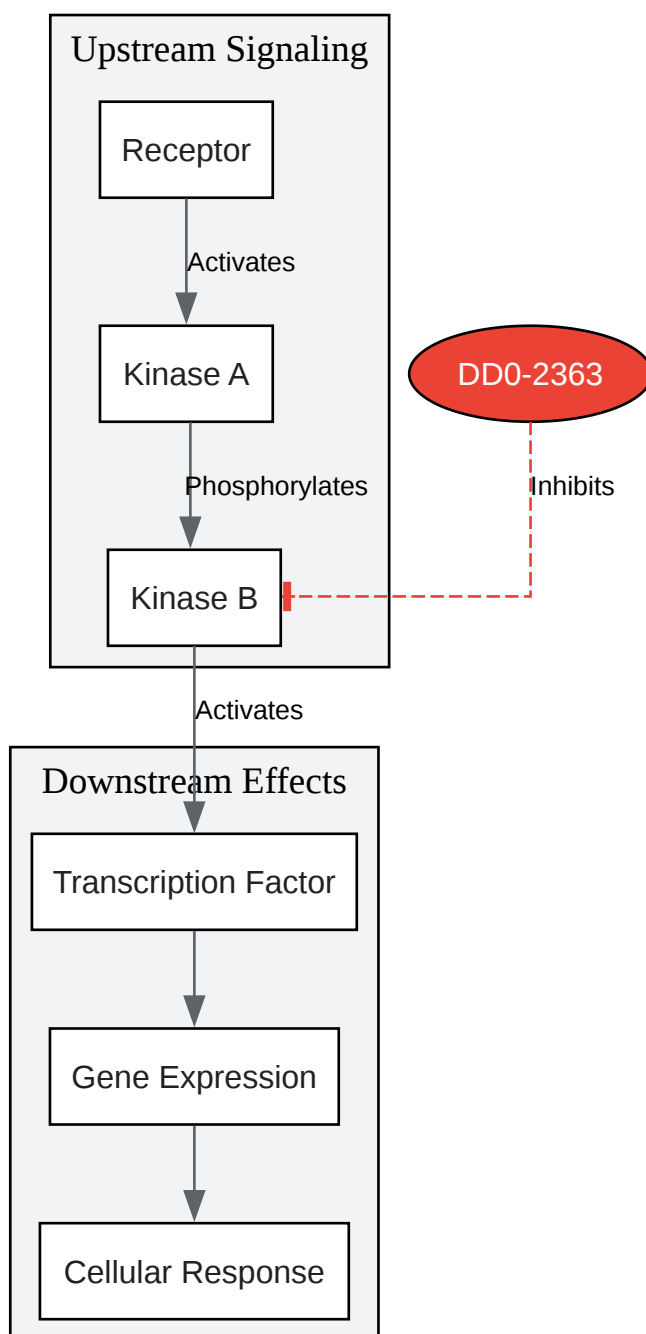 Upstream Signaling
Receptor
Activates
Kinase A
DD0-2363
Phosphorylates
Inhibits
Kinase B
Activates
Downstream Effects
Transcription Factor
Gene Expression
Cellular Response